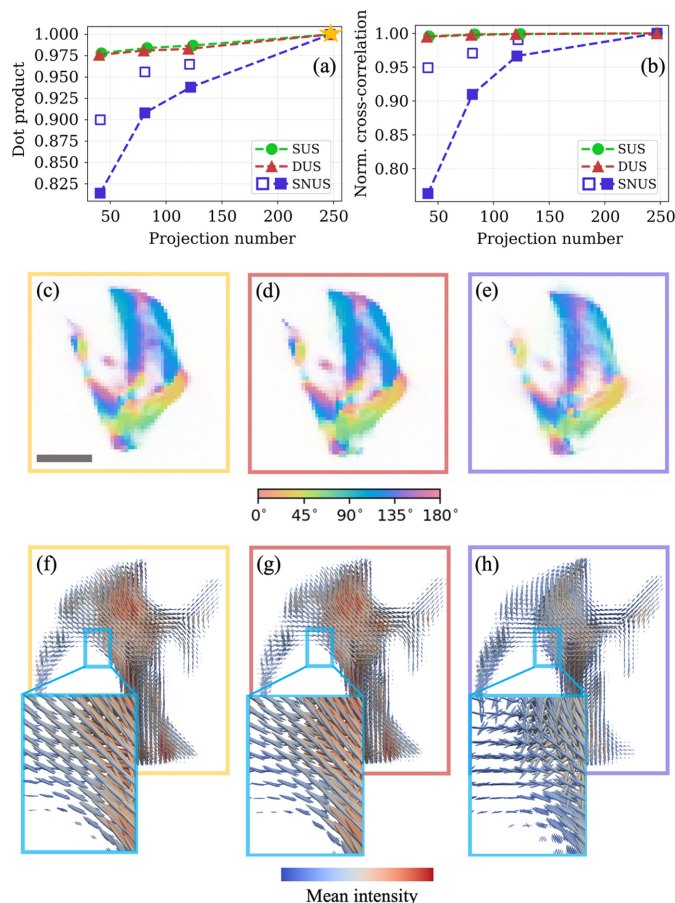 1.000
0.975
0.950
0.925
0.900
0.875
0.850
0.825
Dot product
(a)
SUS
DUS
SNUS
50
100
150
200
250
Projection number
1.00
0.95
0.90
0.85
0.80
Norm. cross-correlation
(b)
SUS
DUS
SNUS
50
100
150
200
250
Projection number
(c)
(d)
(e)
0° 45° 90° 135° 180°
(f)
(g)
(h)
Mean intensity